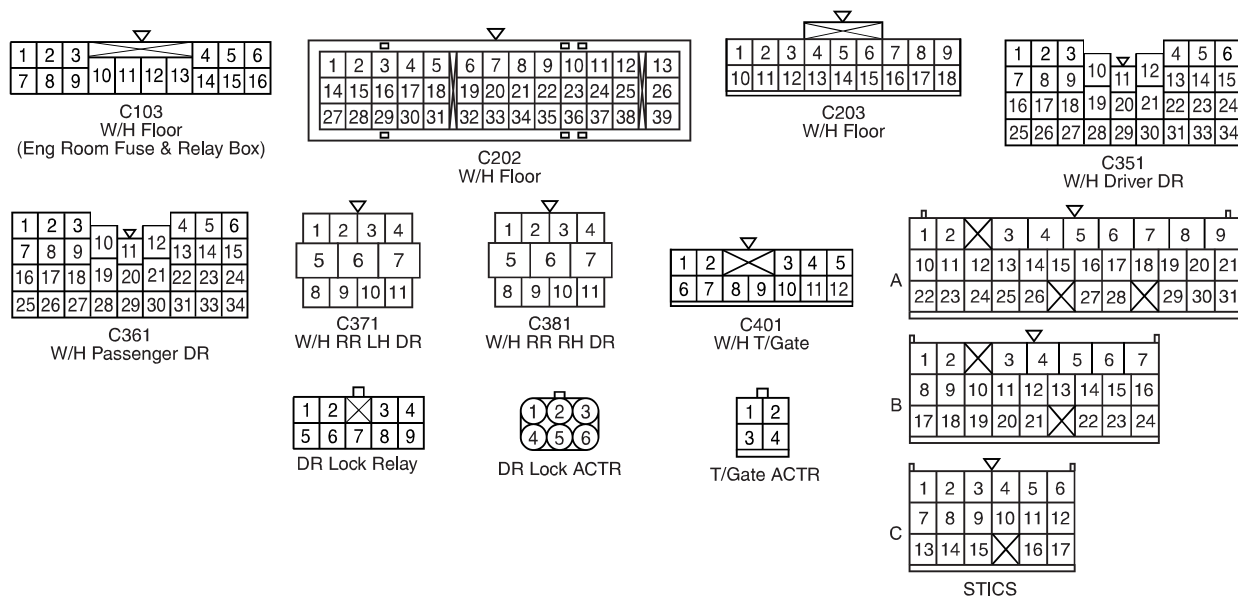 1 2 3 4 5 6
7 8 9 10 11 12 13 14 15 16
C103
W/H Floor
(Eng Room Fuse & Relay Box)
1 2 3 4 5 6 7 8 9 10 11 12 13
14 15 16 17 18 19 20 21 22 23 24 25 26
27 28 29 30 31 32 33 34 35 36 37 38 39
C202
W/H Floor
1 2 3 4 5 6 7 8 9
10 11 12 13 14 15 16 17 18
C203
W/H Floor
1 2 3 4 5 6
7 8 9 10 11 12 13 14 15
16 17 18 19 20 21 22 23 24
25 26 27 28 29 30 31 32 33 34
C351
W/H Driver DR
1 2 3 4 5 6
7 8 9 10 11 12 13 14 15
16 17 18 19 20 21 22 23 24
25 26 27 28 29 30 31 32 33 34
C361
W/H Passenger DR
1 2 3 4
5 6 7
8 9 10 11
C371
W/H RR LH DR
1 2 3 4
5 6 7
8 9 10 11
C381
W/H RR RH DR
1 2 3 4 5
6 7 8 9 10 11 12
C401
W/H T/Gate
A
1 2 3 4 5 6 7 8 9
10 11 12 13 14 15 16 17 18 19 20 21
22 23 24 25 26 27 28 29 30 31
B
1 2 3 4 5 6 7
8 9 10 11 12 13 14 15 16
17 18 19 20 21 22 23 24
C
1 2 3 4 5 6
7 8 9 10 11 12
13 14 15 16 17
STICS
1 2 3 4
5 6 7 8 9
DR Lock Relay
1 2 3
4 5 6
DR Lock ACTR
1 2
3 4
T/Gate ACTR